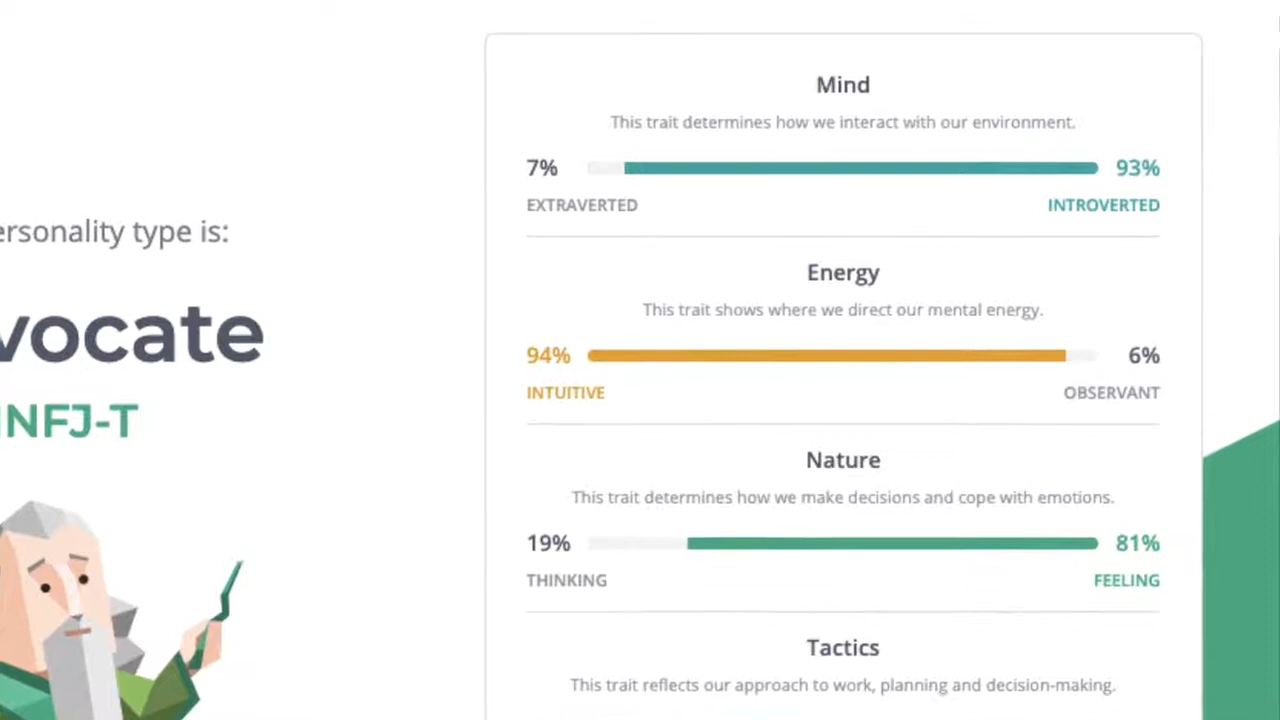 ersonality type is:
vocate
INFJ-T
Mind
This trait determines how we interact with our environment.
7% 93%
EXTRAVERTED INTROVERTED
Energy
This trait shows where we direct our mental energy.
94% 6%
INTUITIVE OBSERVANT
Nature
This trait determines how we make decisions and cope with emotions.
19% 81%
THINKING FEELING
Tactics
This trait reflects our approach to work, planning and decision-making.